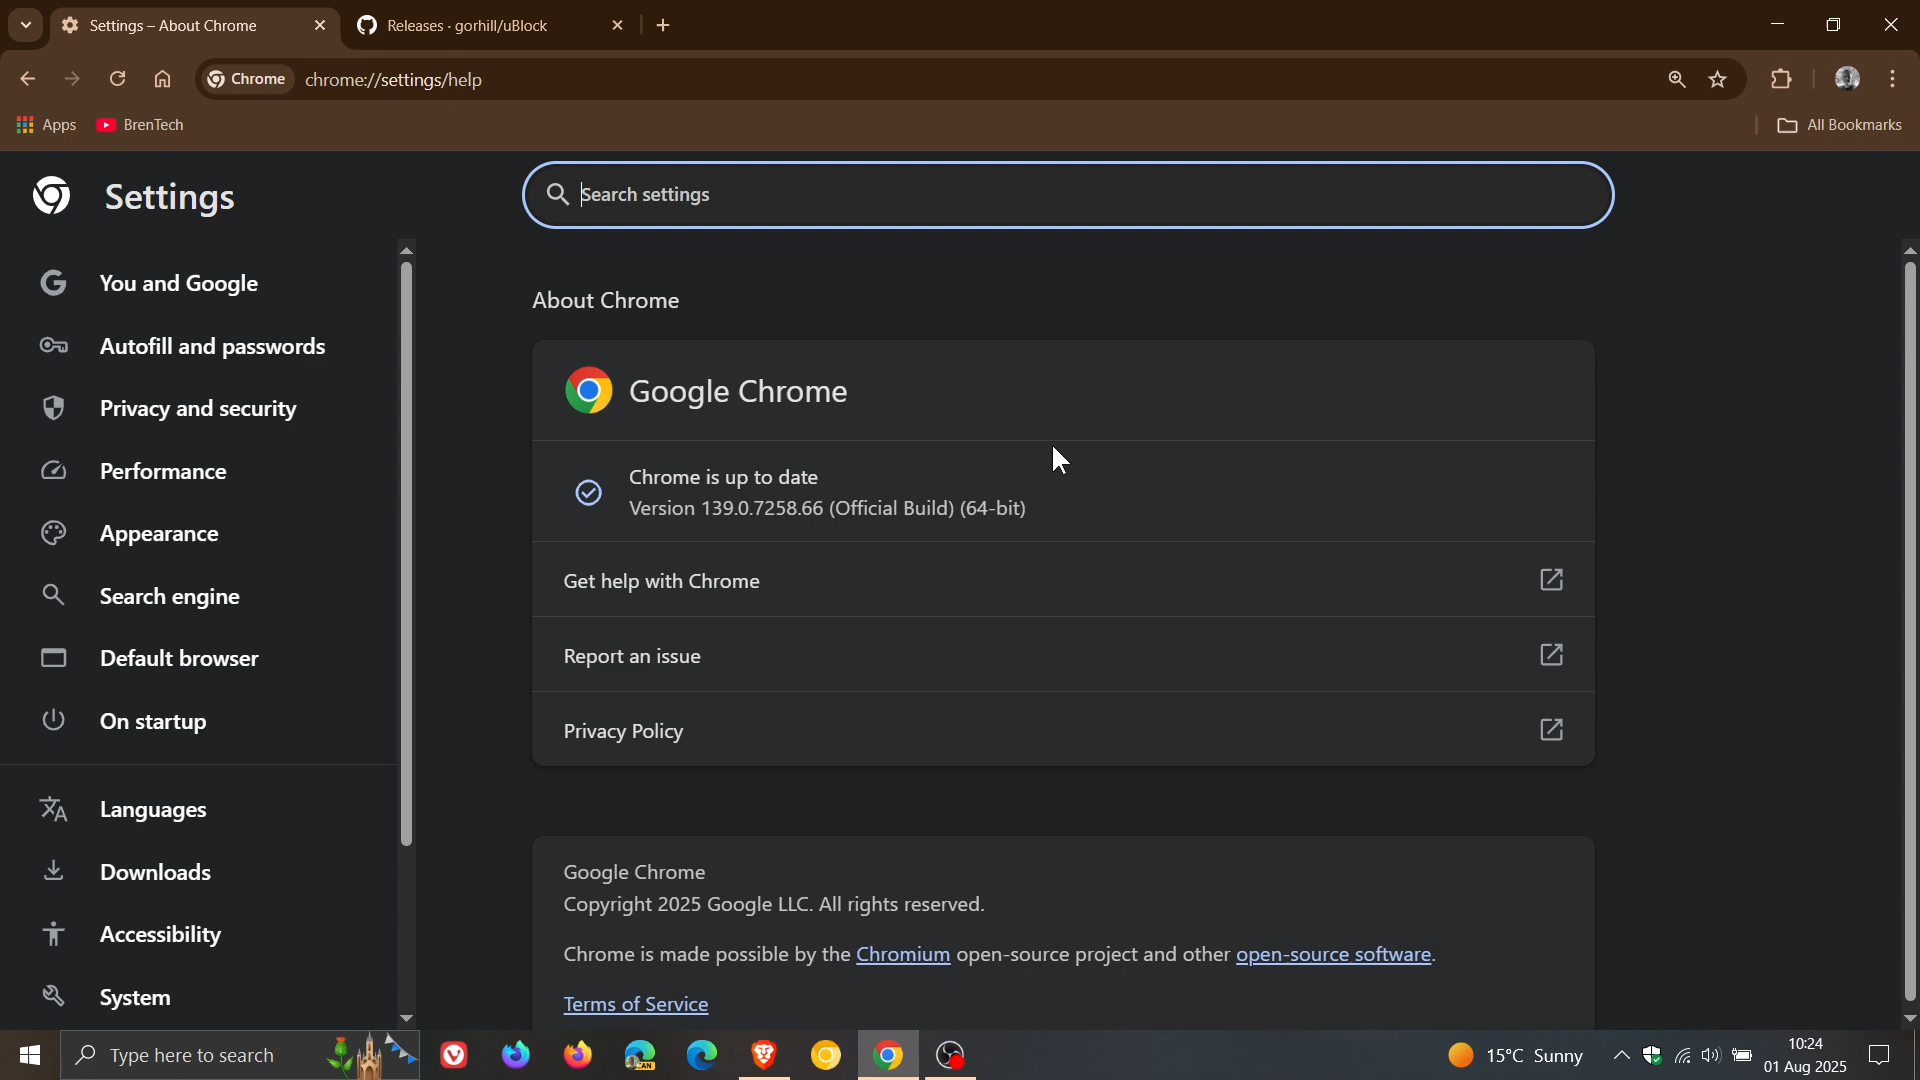 Settings – About Chrome
Releases · gorhill/uBlock
Chrome
chrome://settings/help
Apps
BrenTech
All Bookmarks
Settings
Search settings
You and Google
Autofill and passwords
Privacy and security
Performance
Appearance
Search engine
Default browser
On startup
Languages
Downloads
Accessibility
System
About Chrome
Google Chrome
Chrome is up to date
Version 139.0.7258.66 (Official Build) (64-bit)
Get help with Chrome
Report an issue
Privacy Policy
Google Chrome
Copyright 2025 Google LLC. All rights reserved.
Chrome is made possible by the Chromium open-source project and other open-source software.
Terms of Service
Type here to search
CAN
15°C Sunny
10:24
01 Aug 2025